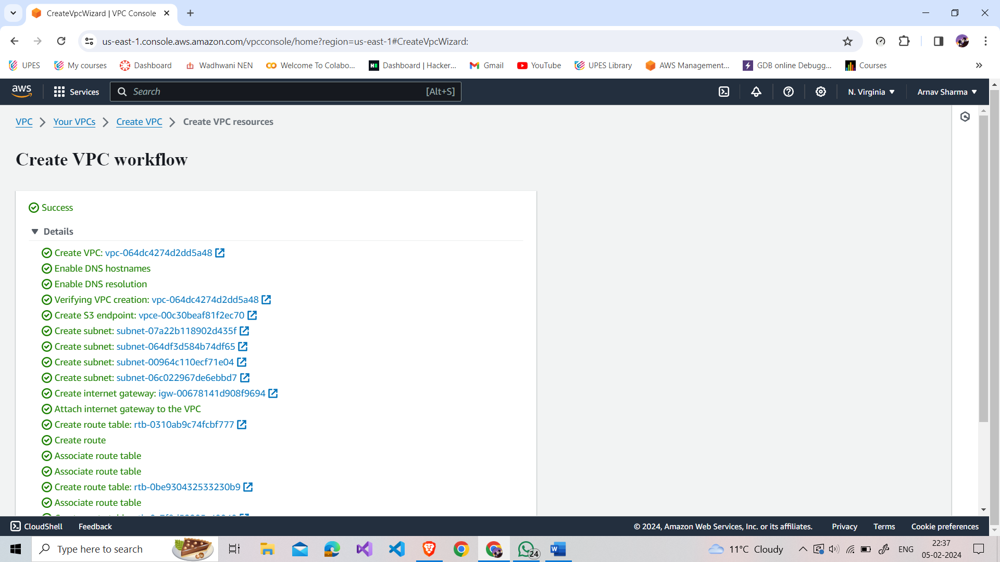 CreateVpcWizard | VPC Console
us-east-1.console.aws.amazon.com/vpcconsole/home?region=us-east-1#CreateVpcWizard:
UPES My courses Dashboard Wadhwani NEN Welcome To Colabo... Dashboard | Hacker... Gmail YouTube UPES Library AWS Management... GDB online Debugg... Courses
aws Services Search [Alt+S] N. Virginia Arnav Sharma
VPC Your VPCs Create VPC Create VPC resources
Create VPC workflow
Success
Details
Create VPC: vpc-064dc4274d2dd5a48
Enable DNS hostnames
Enable DNS resolution
Verifying VPC creation: vpc-064dc4274d2dd5a48
Create S3 endpoint: vpce-00c30beaf81f2ec70
Create subnet: subnet-07a22b118902d435f
Create subnet: subnet-064df3d584b74df65
Create subnet: subnet-00964c110ecf71e04
Create subnet: subnet-06c022967de6ebbd7
Create internet gateway: igw-00678141d908f9694
Attach internet gateway to the VPC
Create route table: rtb-0310ab9c74fcbf777
Create route
Associate route table
Associate route table
Create route table: rtb-0be930432533230b9
Associate route table
CloudShell Feedback © 2024, Amazon Web Services, Inc. or its affiliates. Privacy Terms Cookie preferences
Type here to search 24 11°C Cloudy ENG 22:37
05-02-2024